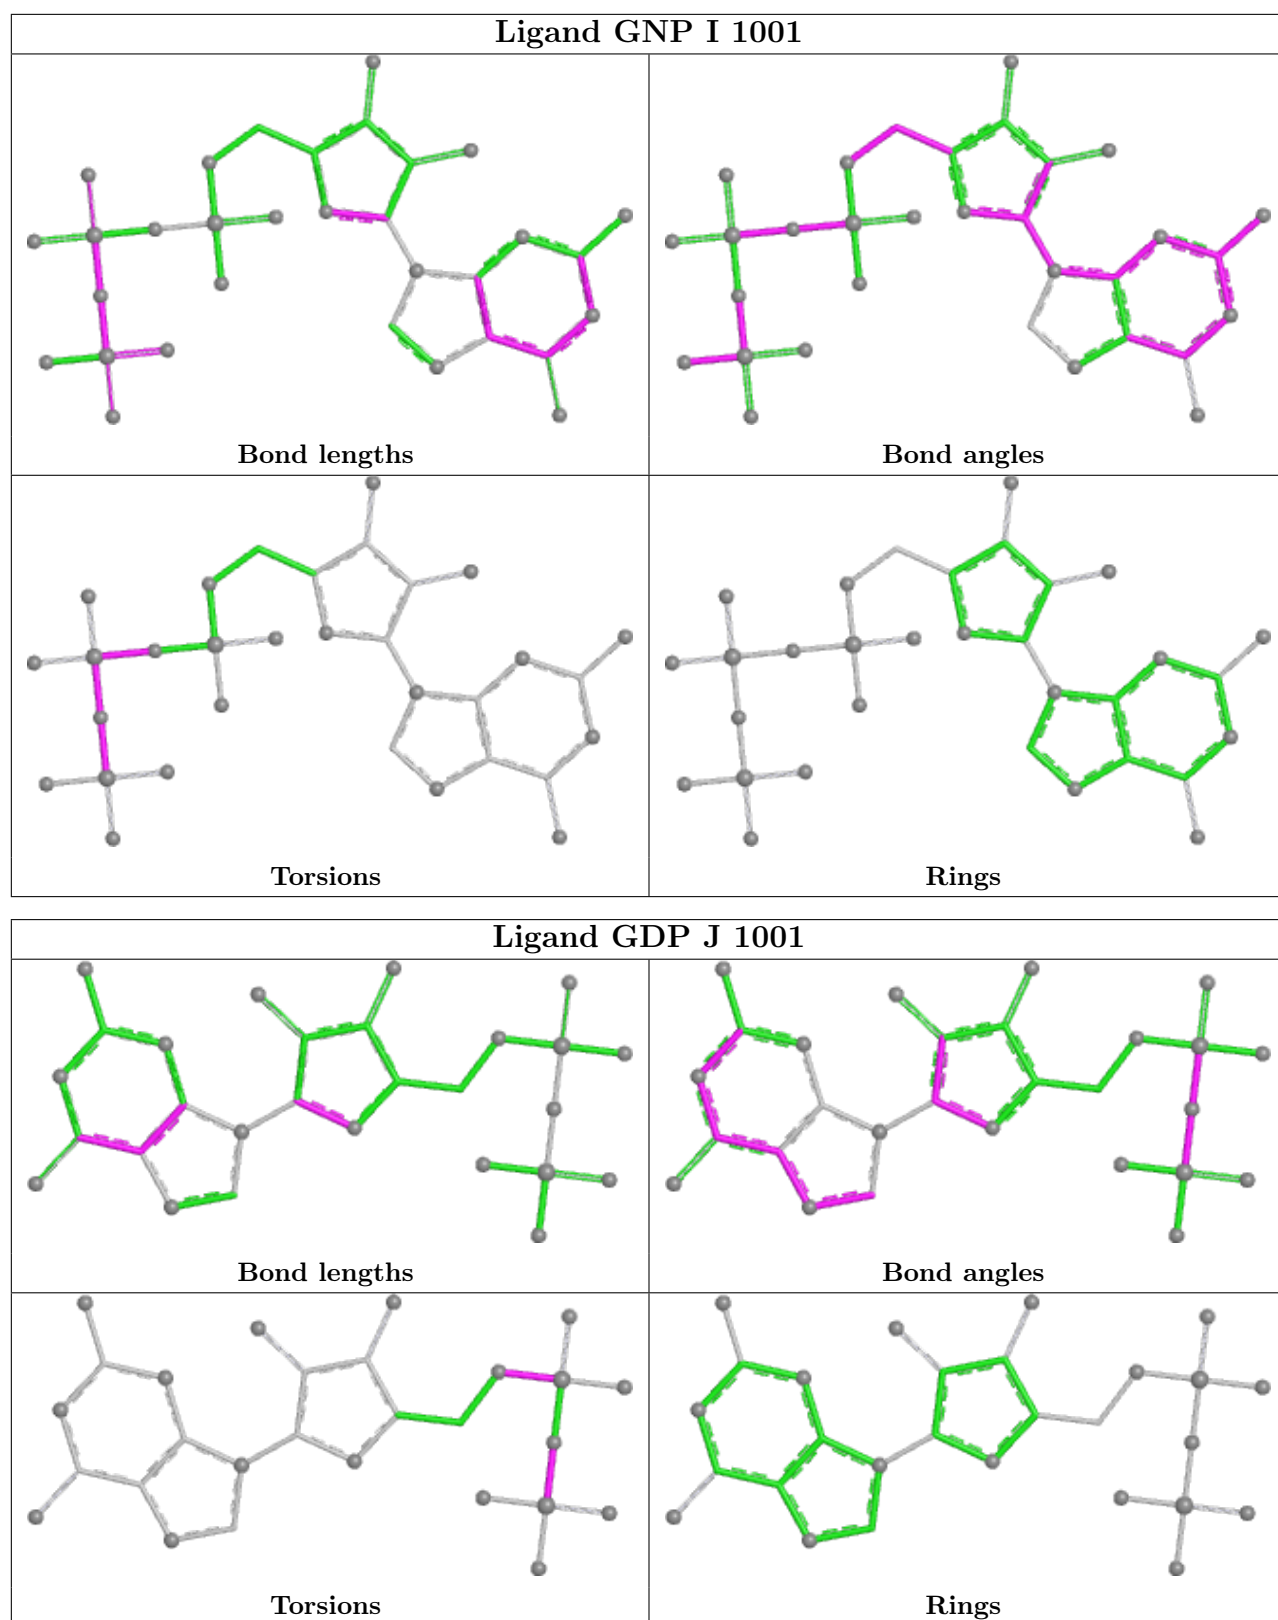 Ligand GNP I 1001
Bond lengths
Bond angles
Torsions
Rings
Ligand GDP J 1001
Bond lengths
Bond angles
Torsions
Rings